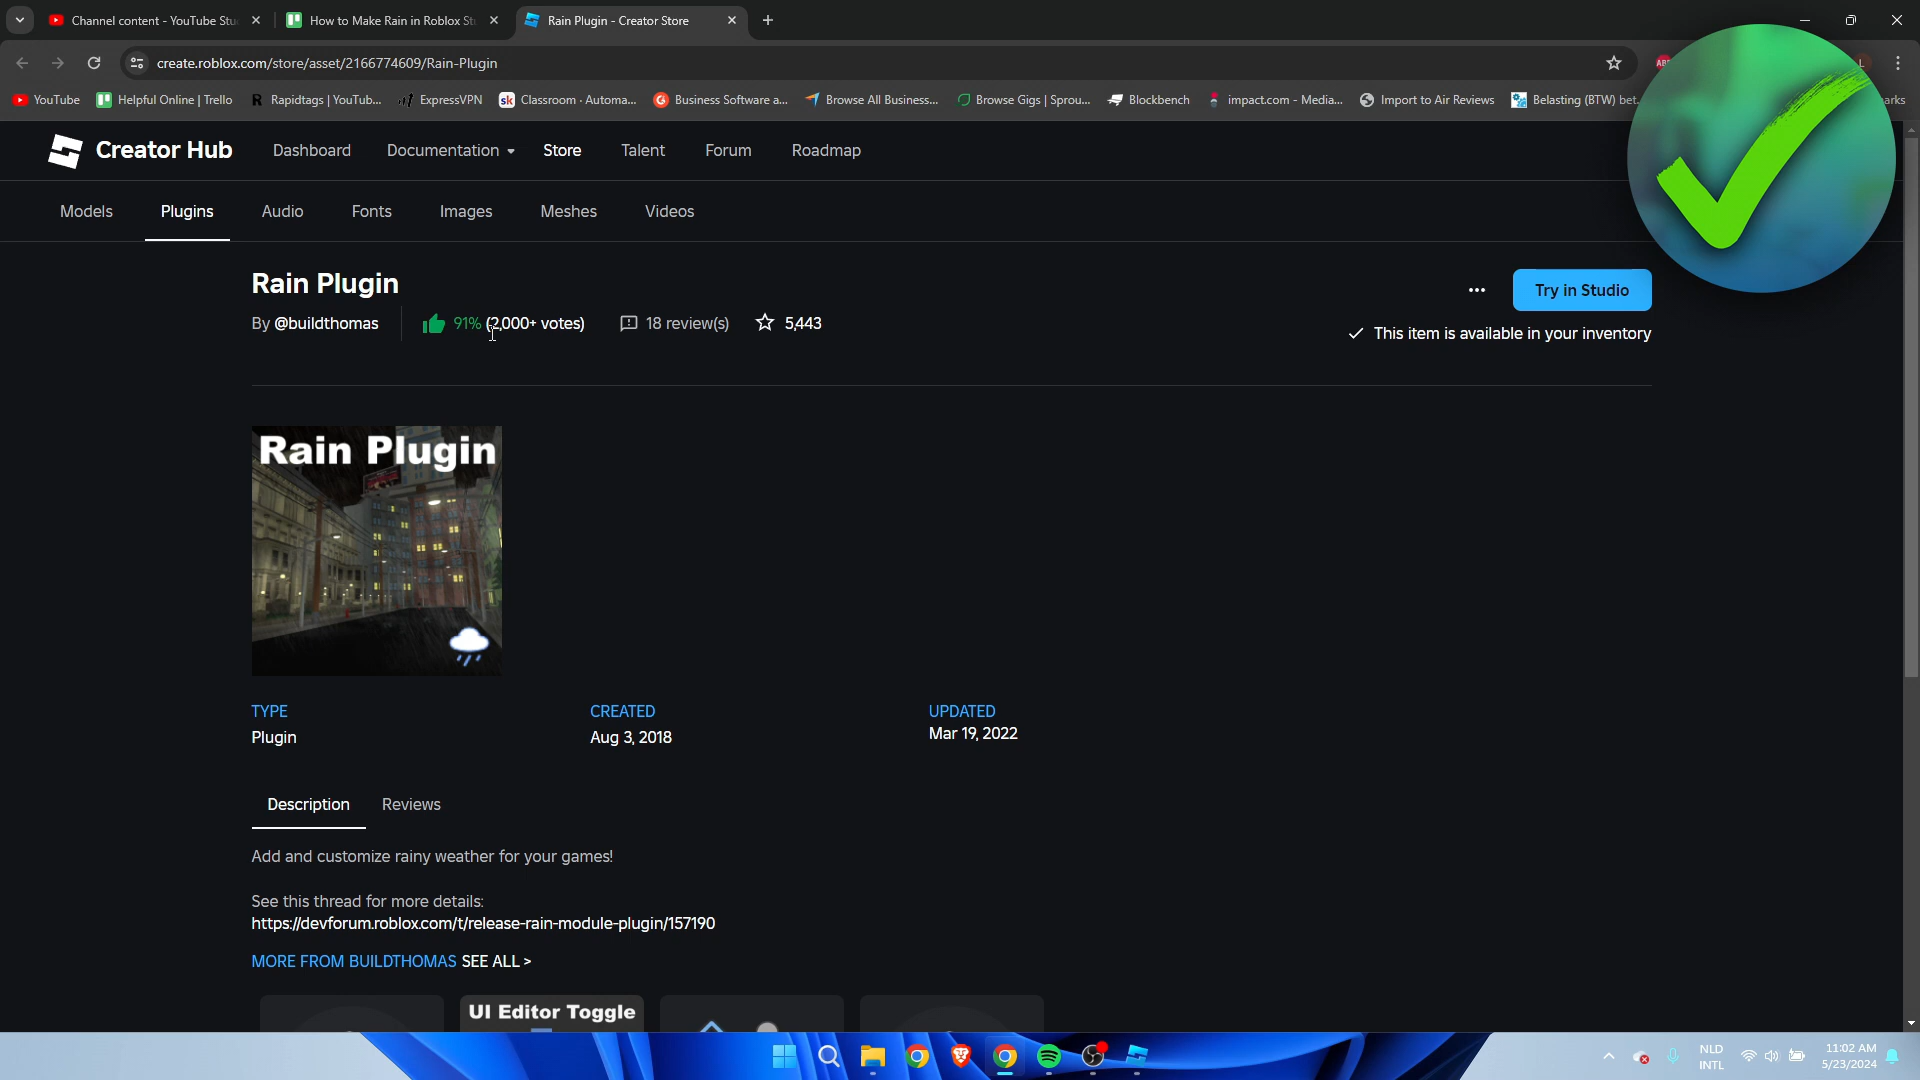 Channel content - YouTube Stu
How to Make Rain in Roblox St
Rain Plugin - Creator Store
create.roblox.com/store/asset/2166774609/Rain-Plugin
YouTube
Helpful Online | Trello
Rapidtags | YouTub...
ExpressVPN
Classroom - Automa...
Business Software a...
Browse All Business...
Browse Gigs | Sprou...
Blockbench
impact.com - Media...
Import to Air Reviews
Belasting (BTW) bet
arks
Creator Hub
Dashboard
Documentation
Store
Talent
Forum
Roadmap
Models
Plugins
Audio
Fonts
Images
Meshes
Videos
Rain Plugin
Try in Studio
By @buildthomas
91% (2,000+ votes)
18 review(s)
5,443
This item is available in your inventory
Rain Plugin
TYPE
CREATED
UPDATED
Plugin
Aug 3, 2018
Mar 19, 2022
Description
Reviews
Add and customize rainy weather for your games!
See this thread for more details:
https://devforum.roblox.com/t/release-rain-module-plugin/157190
MORE FROM BUILDTHOMAS SEE ALL >
UI Editor Toggle
NLD
INTL
11:02 AM
5/23/2024